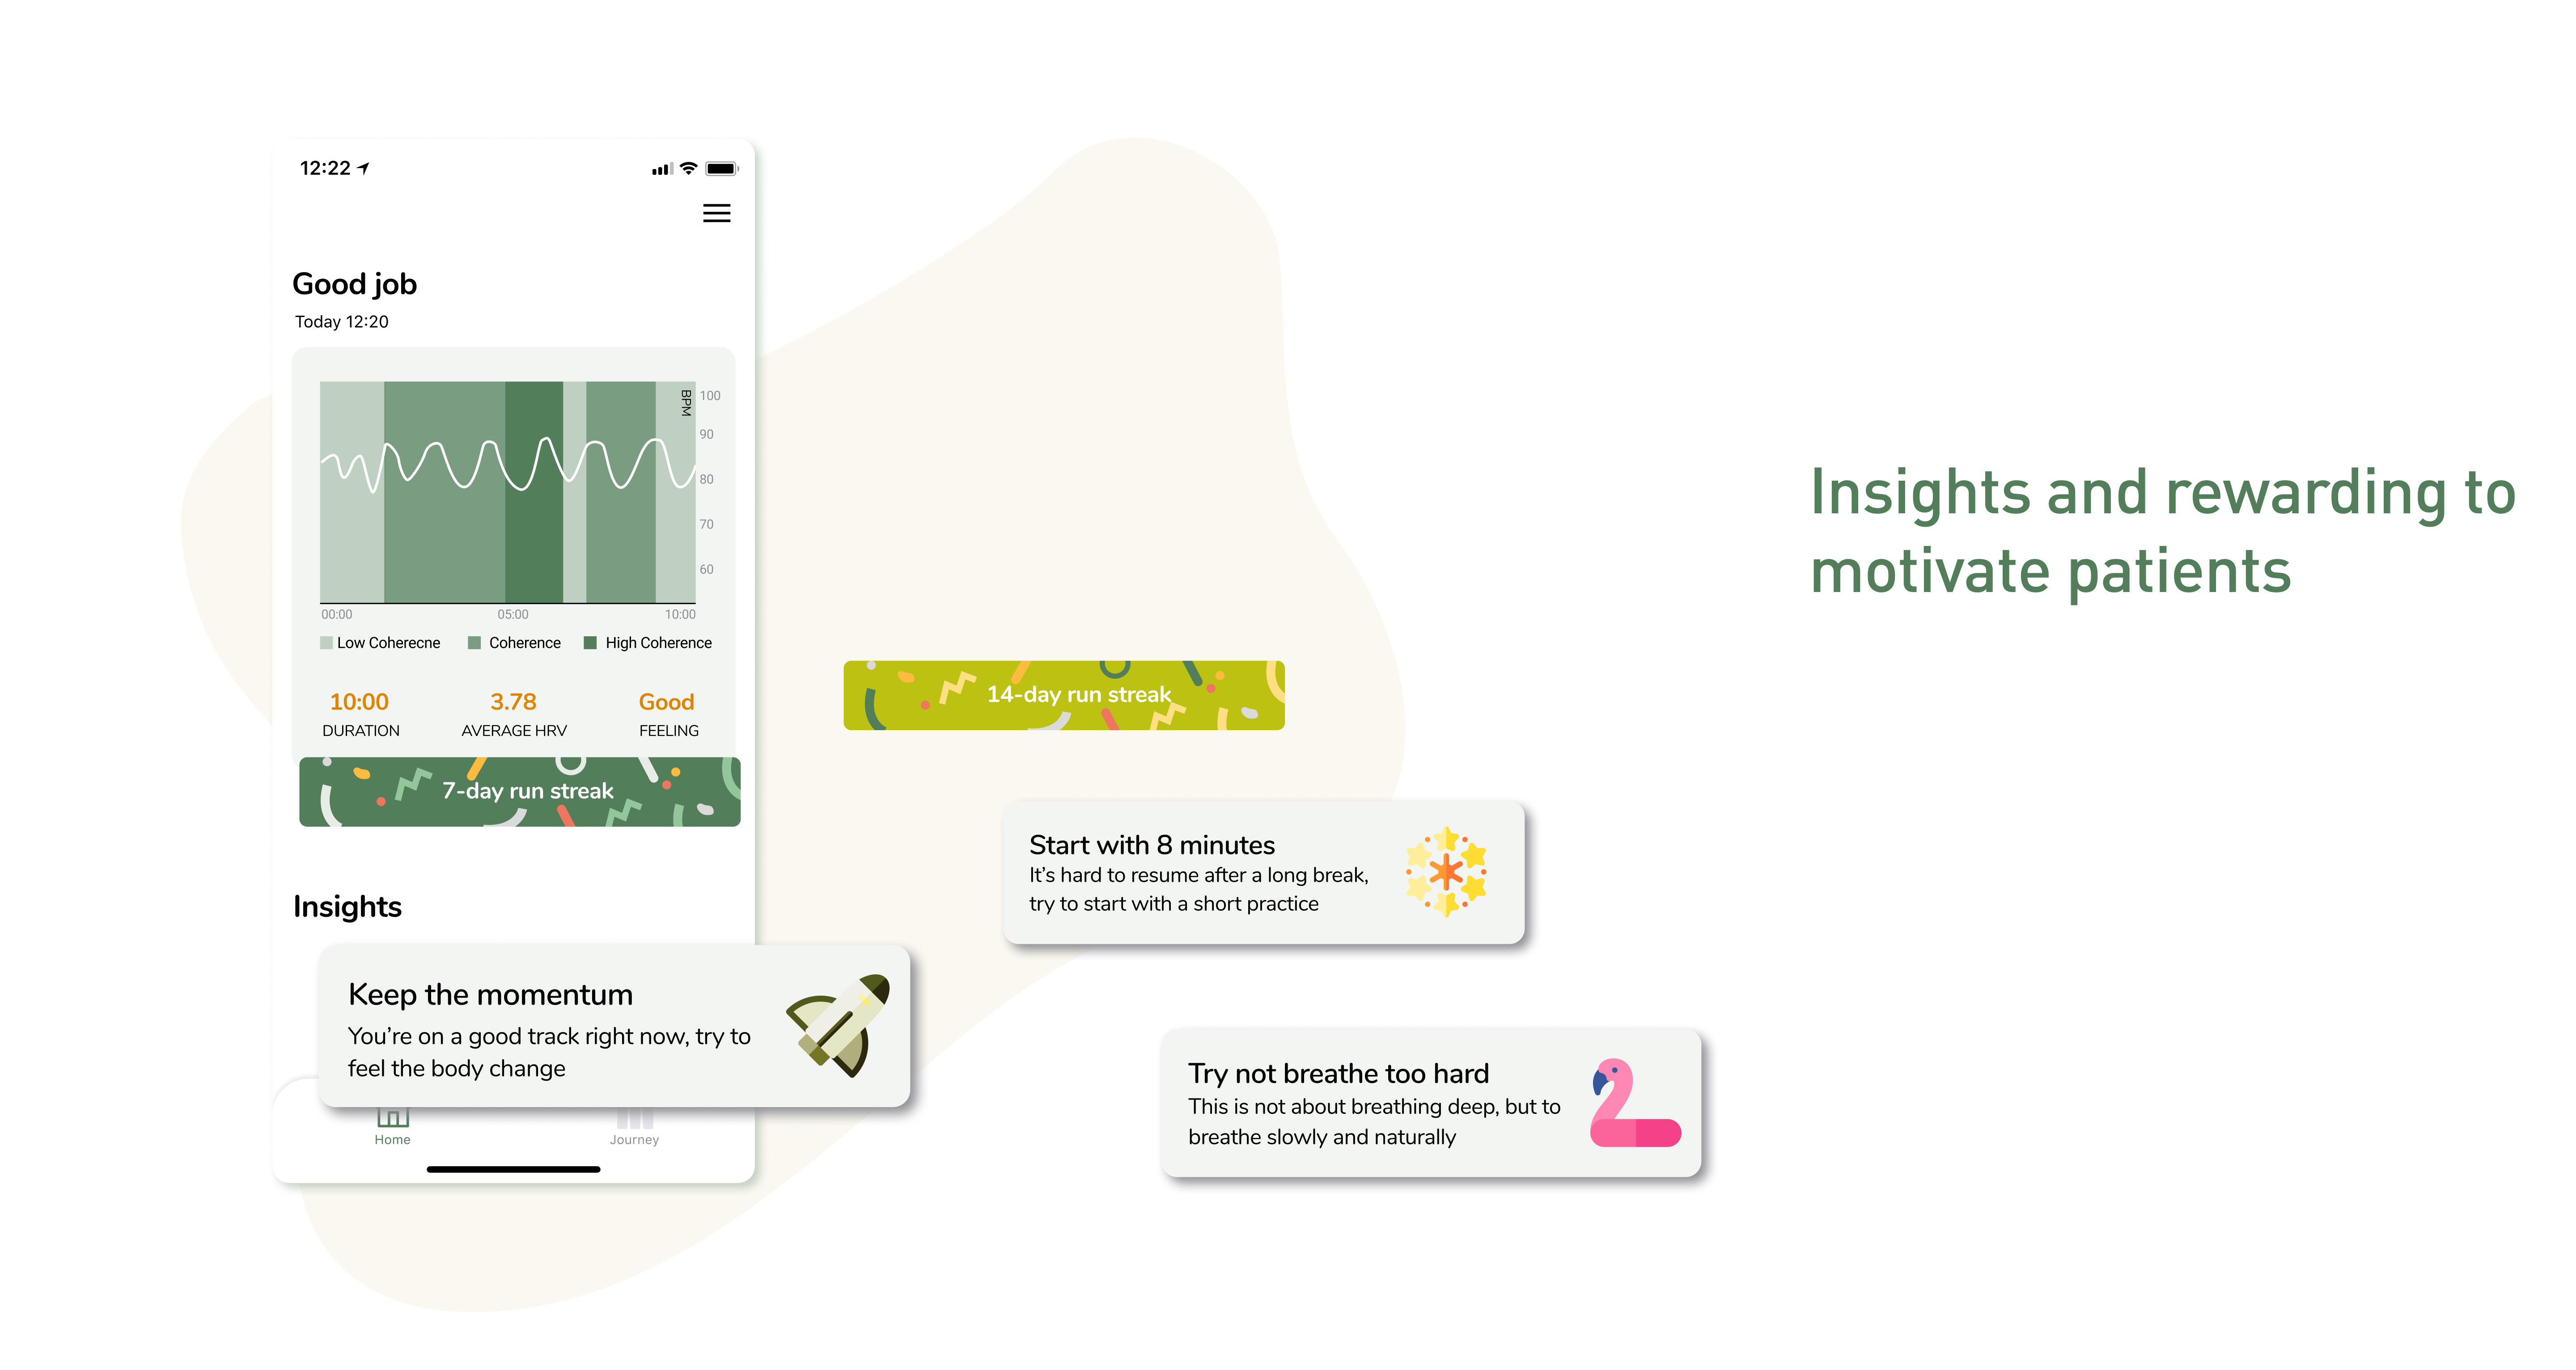 12:22
Good job
Today 12:20
BPM
100
90
80
70
60
00:00 05:00 10:00
Low Coherecne Coherence High Coherence
10:00 3.78 Good
DURATION AVERAGE HRV FEELING
7-day run streak
Insights
Keep the momentum
You're on a good track right now, try to
feel the body change
Home Journey
14-day run streak
Start with 8 minutes
It's hard to resume after a long break,
try to start with a short practice
Try not breathe too hard
This is not about breathing deep, but to
breathe slowly and naturally
Insights and rewarding to
motivate patients